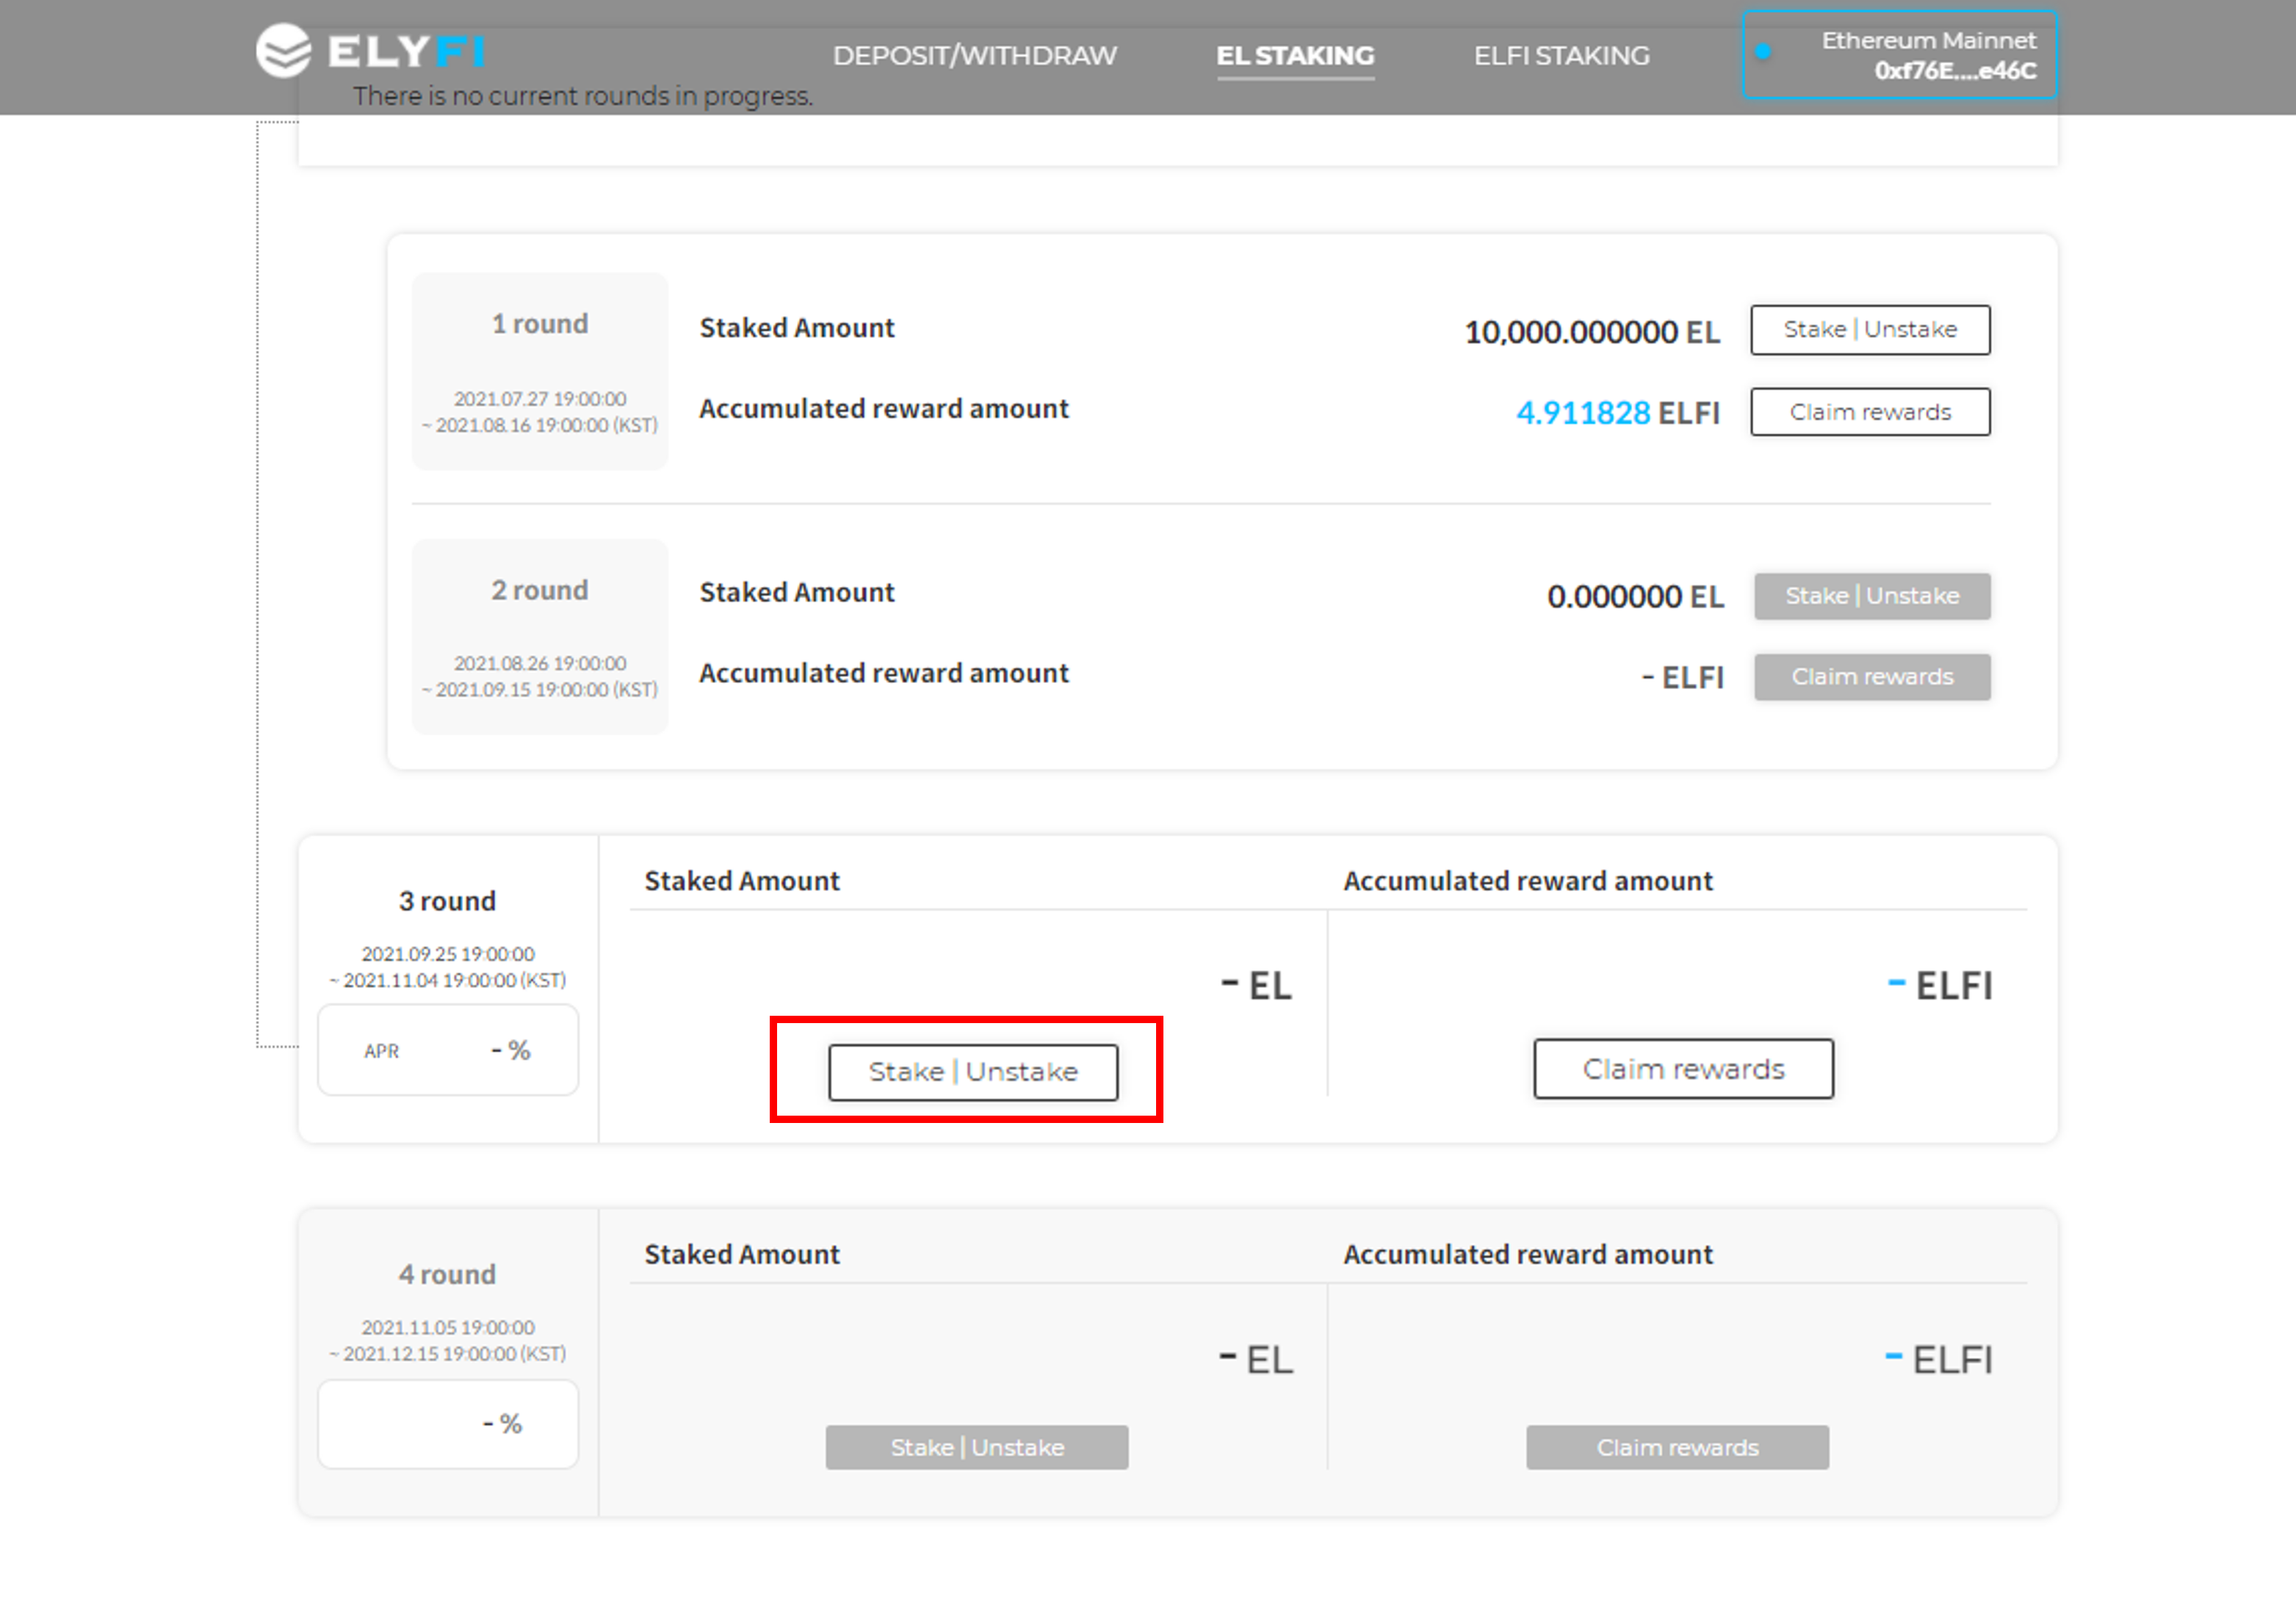 ELYFI
DEPOSIT/WITHDRAW
EL STAKING
ELFI STAKING
Ethereum Mainnet
0xf76E....e46C
There is no current rounds in progress.
1 round
2021.07.27 19:00:00
~ 2021.08.16 19:00:00 (KST)
Staked Amount
10,000.000000 EL
Stake | Unstake
Accumulated reward amount
4.911828 ELFI
Claim rewards
2 round
2021.08.26 19:00:00
~ 2021.09.15 19:00:00 (KST)
Staked Amount
0.000000 EL
Stake | Unstake
Accumulated reward amount
- ELFI
Claim rewards
3 round
2021.09.25 19:00:00
~ 2021.11.04 19:00:00 (KST)
APR - %
Staked Amount
- EL
Stake | Unstake
Accumulated reward amount
- ELFI
Claim rewards
4 round
2021.11.05 19:00:00
~ 2021.12.15 19:00:00 (KST)
- %
Staked Amount
- EL
Stake | Unstake
Accumulated reward amount
- ELFI
Claim rewards